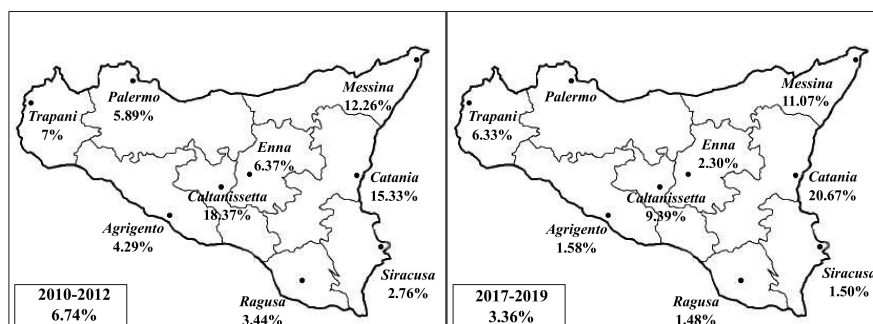 Messina
12.26%
Palermo
5.89%
Trapani
7%
Enna
6.37%
Catania
15.33%
Caltanissetta
18.37%
Agrigento
4.29%
Siracusa
2.76%
Ragusa
3.44%
2010-2012
6.74%
Messina
11.07%
Palermo
Trapani
6.33%
Enna
2.30%
Catania
20.67%
Caltanissetta
9.39%
Agrigento
1.58%
Siracusa
1.50%
Ragusa
1.48%
2017-2019
3.36%